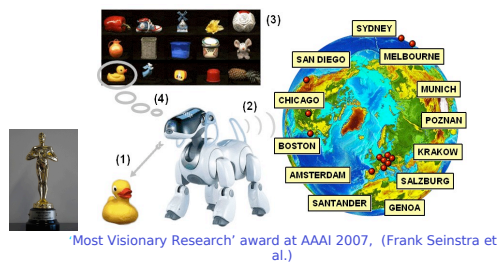 (3)
SYDNEY
MELBOURNE
SAN DIEGO
MUNICH
CHICAGO
(4)
(2)
POZNAN
BOSTON
KRAKOW
(1)
AMSTERDAM
SALZBURG
SANTANDER
GENOA
‘Most Visionary Research’ award at AAAI 2007,  (Frank Seinstra et
al.)